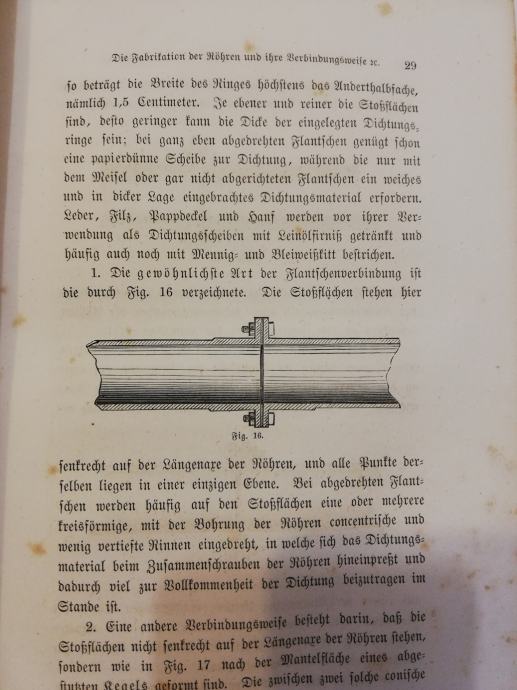 Die Fabrikation der Röhren und ihre Verbindungsweise ꝛc. 29
so beträgt die Breite des Ringes höchstens das Anderthalbfache,
nämlich 1,5 Centimeter. Je ebener und reiner die Stoßflächen
sind, desto geringer kann die Dicke der eingelegten Dichtungs-
ringe sein; bei ganz eben abgedrehten Flantschen genügt schon
eine papierdünne Scheibe zur Dichtung, während die nur mit
dem Meisel oder gar nicht abgerichteten Flantschen ein weiches
und in dicker Lage eingebrachtes Dichtungsmaterial erfordern.
Leder, Filz, Pappdeckel und Hanf werden vor ihrer Ver-
wendung als Dichtungsscheiben mit Leinölfirniß getränkt und
häufig auch noch mit Mennig- und Bleiweißkitt bestrichen.
1. Die gewöhnlichste Art der Flantschenverbindung ist
die durch Fig. 16 verzeichnete. Die Stoßflächen stehen hier
Fig. 16.
senkrecht auf der Längenaxe der Röhren, und alle Punkte der-
selben liegen in einer einzigen Ebene. Bei abgedrehten Flant-
schen werden häufig auf den Stoßflächen eine oder mehrere
kreisförmige, mit der Bohrung der Röhren concentrische und
wenig vertiefte Rinnen eingedreht, in welche sich das Dichtungs-
material beim Zusammenschrauben der Röhren hineinpreßt und
dadurch viel zur Vollkommenheit der Dichtung beizutragen im
Stande ist.
2. Eine andere Verbindungsweise besteht darin, daß die
Stoßflächen nicht senkrecht auf der Längenaxe der Röhren stehen,
sondern wie in Fig. 17 nach der Mantelfläche eines abge-
stutzten Kegels geformt sind. Die zwischen zwei solche conische